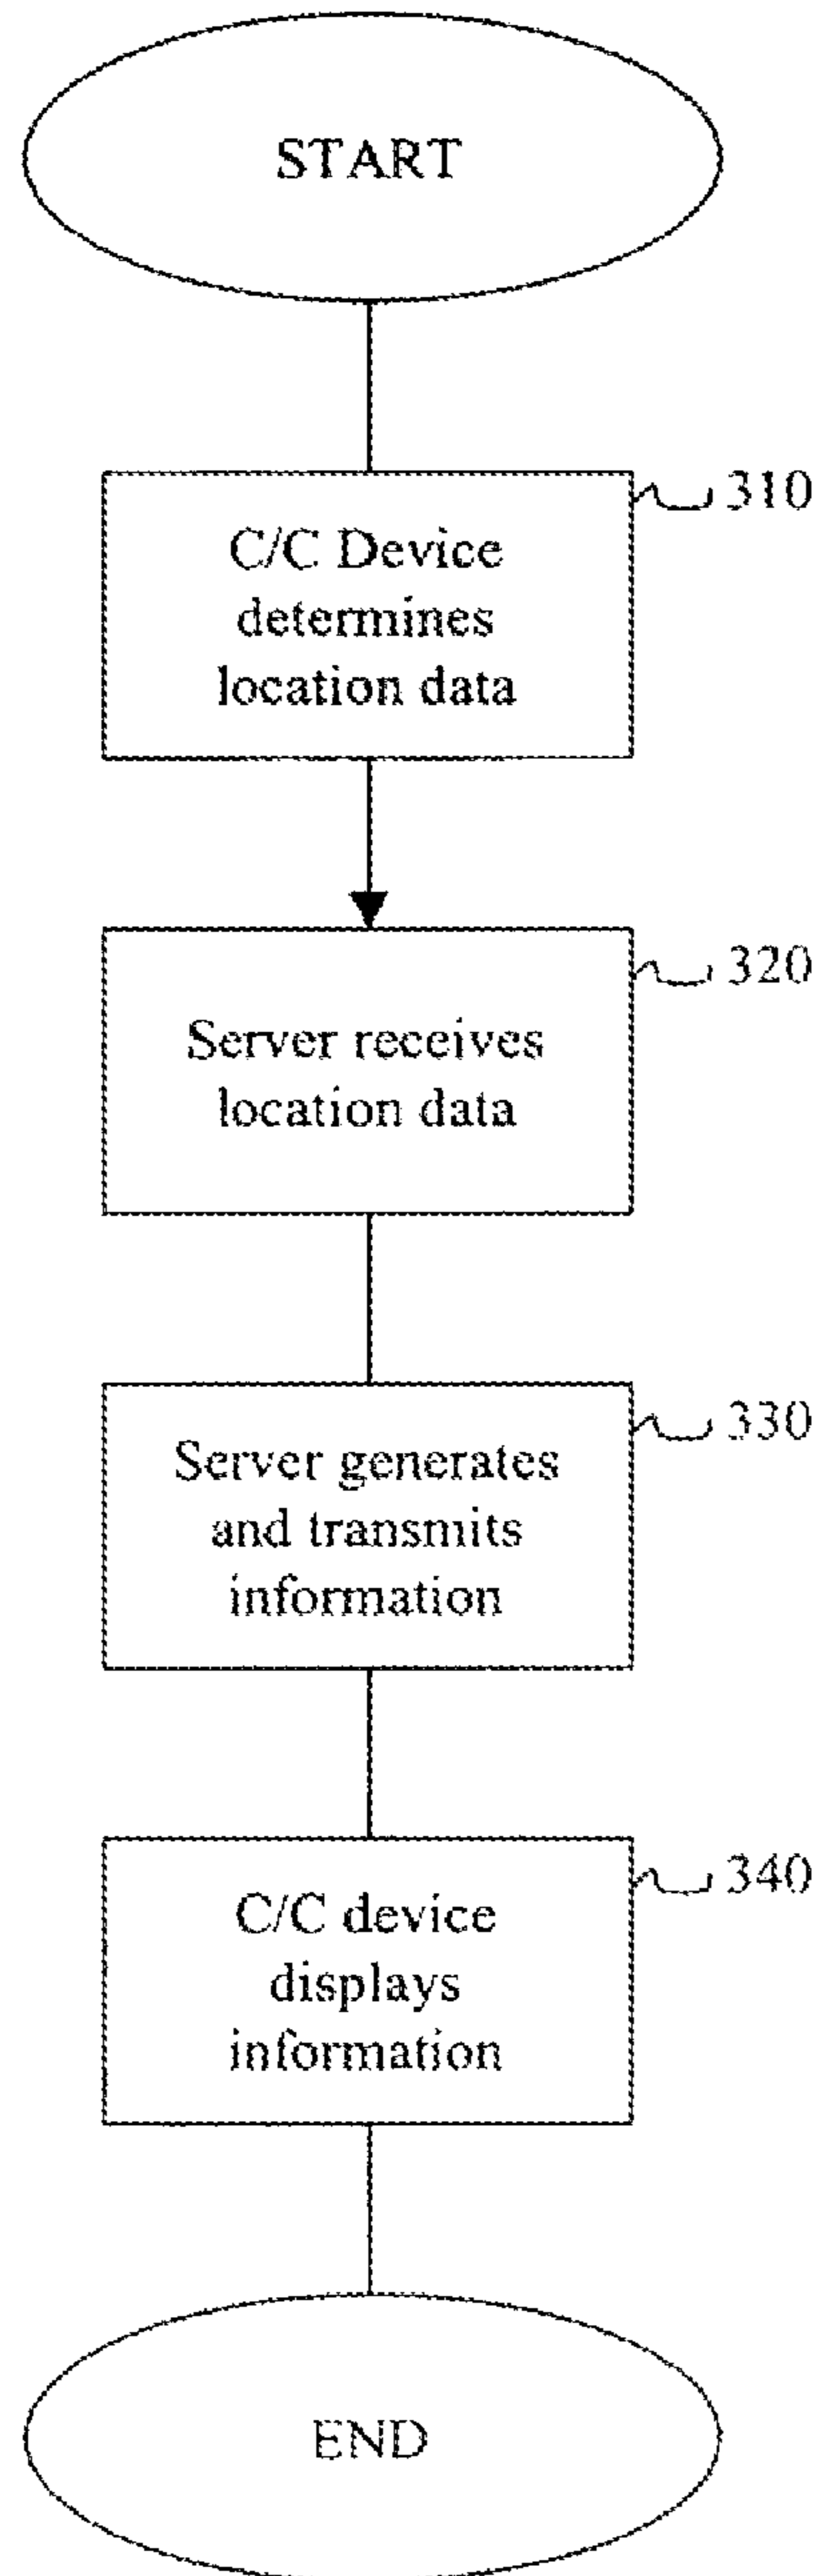 START
310
C/C Device
determines
location data
320
Server receives
location data
330
Server generates
and transmits
information
340
C/C device
displays
information
END